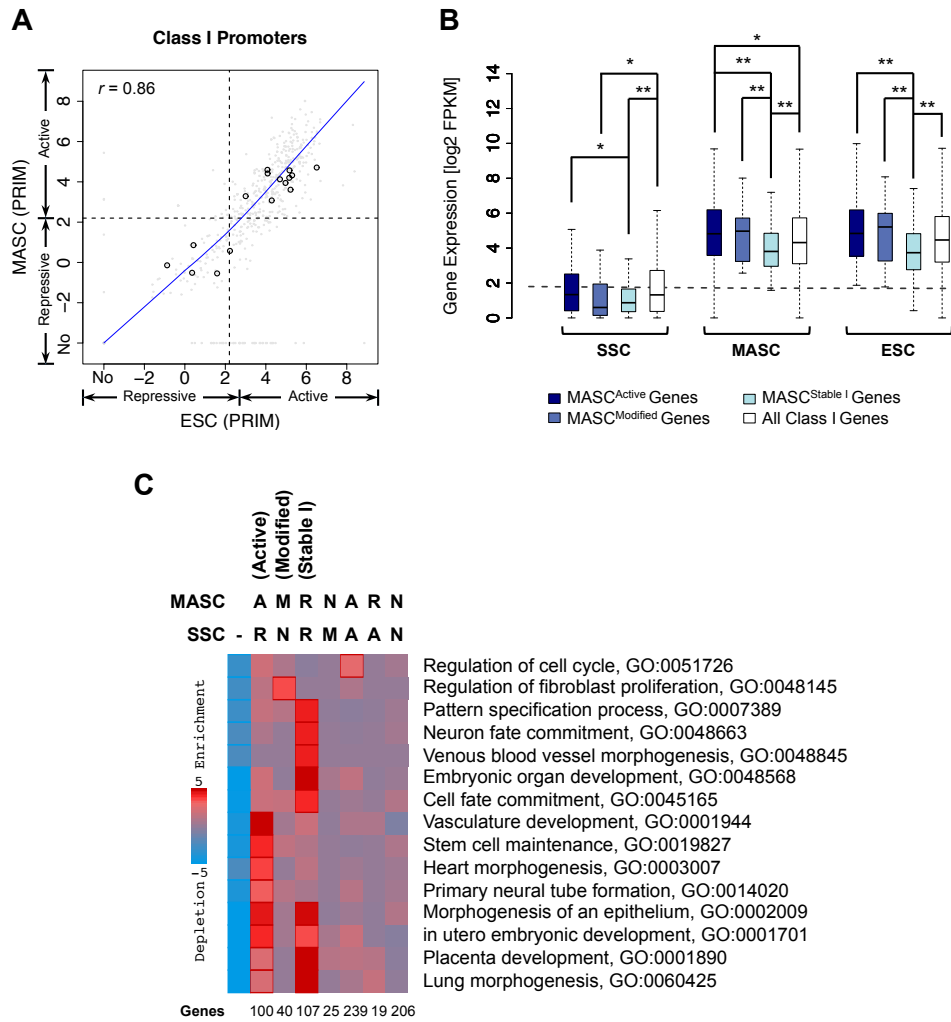 A
Class I Promoters
r = 0.86
MASC (PRIM)
Active
Repressive
8
6
4
2
0
−2
No
No −2 0 2 4 6 8
Repressive Active
ESC (PRIM)
B
Gene Expression [log2 FPKM]
14
12
10
8
6
4
2
0
* ** ** ** * * ** ** ** ** **
SSC MASC ESC
MASCActive Genes
MASCModified Genes
MASCStable I Genes
All Class I Genes
C
(Active) (Modified) (Stable I)
MASC A M R N A R N
SSC - R N R M A A N
Enrichment
5
−5
Depletion
Regulation of cell cycle, GO:0051726
Regulation of fibroblast proliferation, GO:0048145
Pattern specification process, GO:0007389
Neuron fate commitment, GO:0048663
Venous blood vessel morphogenesis, GO:0048845
Embryonic organ development, GO:0048568
Cell fate commitment, GO:0045165
Vasculature development, GO:0001944
Stem cell maintenance, GO:0019827
Heart morphogenesis, GO:0003007
Primary neural tube formation, GO:0014020
Morphogenesis of an epithelium, GO:0002009
in utero embryonic development, GO:0001701
Placenta development, GO:0001890
Lung morphogenesis, GO:0060425
Genes 100 40 107 25 239 19 206